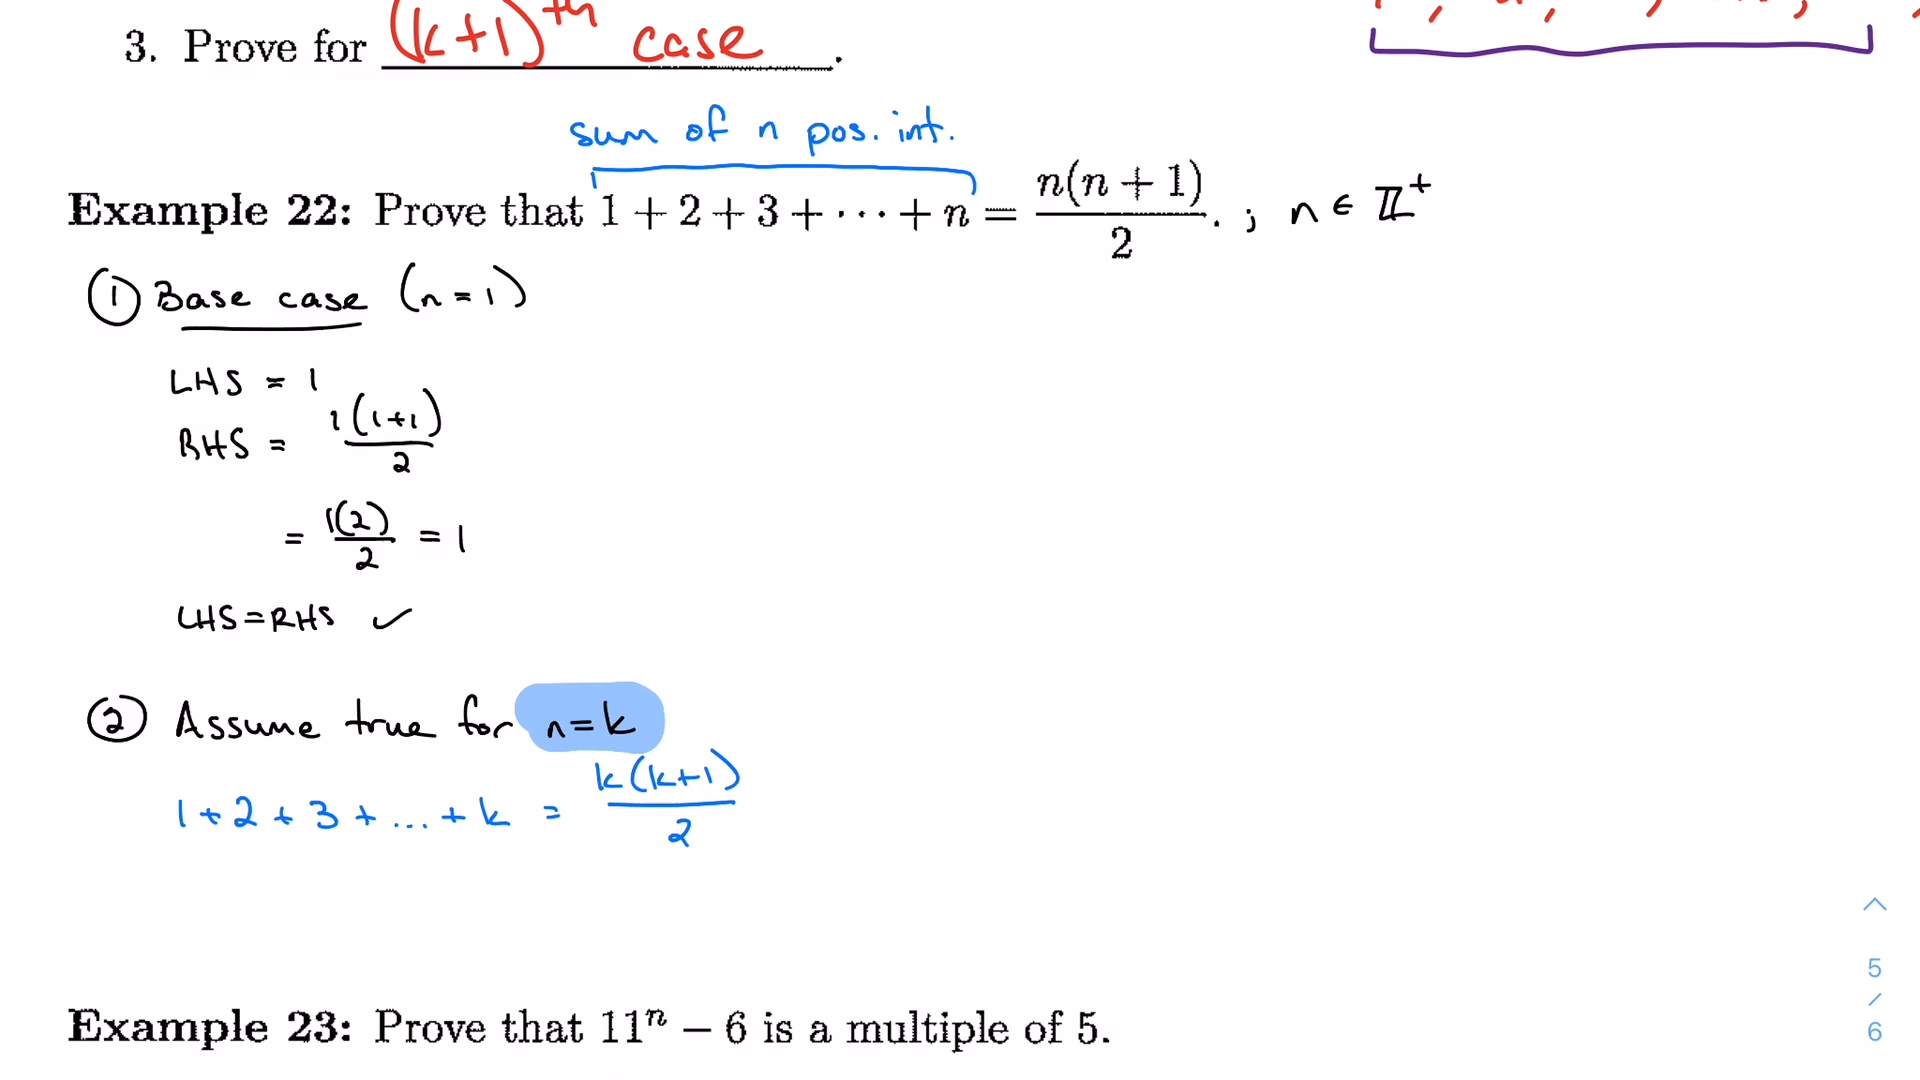 3. Prove for (k+1)th case.
sum of n pos. int.
Example 22: Prove that 1 + 2 + 3 + ··· + n = n(n + 1)/2. ; n ∈ ℤ⁺
① Base case (n = 1)
LHS = 1
RHS = 1(1+1)/2
= 1(2)/2 = 1
LHS = RHS ✓
② Assume true for n = k
1 + 2 + 3 + ... + k = k(k+1)/2
Example 23: Prove that 11ⁿ − 6 is a multiple of 5.
5
/
6